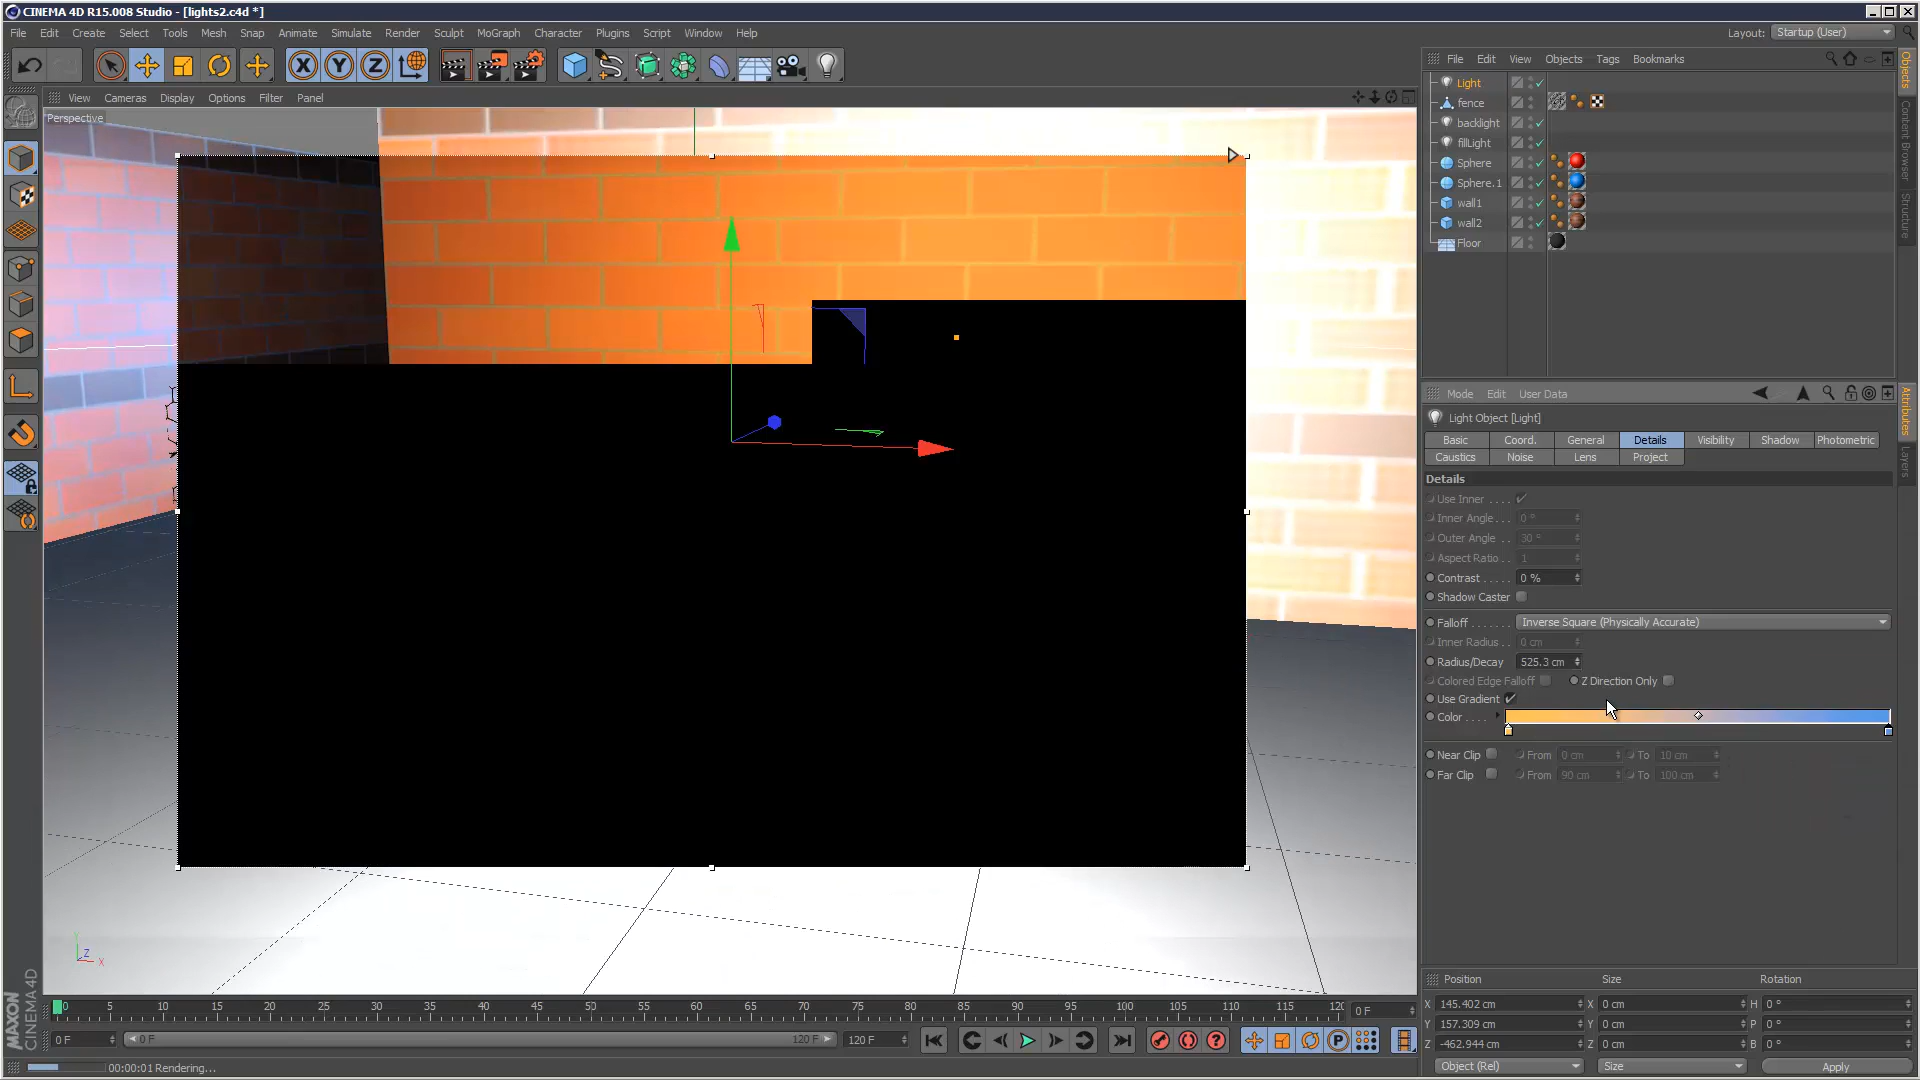 CINEMA 4D R15.008 Studio - [lights2.c4d *]
File Edit Create Select Tools Mesh Snap Animate Simulate Render Sculpt MoGraph Character Plugins Script Window Help
Layout: Startup (User)
View Cameras Display Options Filter Panel
Perspective
File Edit View Objects Tags Bookmarks
Light
fence
backlight
fillLight
Sphere
Sphere.1
wall1
wall2
Floor
Objects
Content Browser
Structure
Mode Edit User Data
Attributes
Layers
Light Object [Light]
Basic Coord. General Details Visibility Shadow Photometric
Caustics Noise Lens Project
Details
Use Inner . . . .
Inner Angle . . . 0 °
Outer Angle . . 30 °
Aspect Ratio . . 1
Contrast . . . . . 0 %
Shadow Caster
Falloff . . . . . . . Inverse Square (Physically Accurate)
Inner Radius . . 0 cm
Radius/Decay 525.3 cm
Colored Edge Falloff Z Direction Only
Use Gradient
Color . . . .
Near Clip From 0 cm To 10 cm
Far Clip From 90 cm To 100 cm
Y
Z
X
MAXON
CINEMA 4D
0 5 10 15 20 25 30 35 40 45 50 55 60 65 70 75 80 85 90 95 100 105 110 115 0 F
0 F 0 F 120 F 120 F
Position Size Rotation
X 145.402 cm X 0 cm H 0 °
Y 157.309 cm Y 0 cm P 0 °
Z -462.944 cm Z 0 cm B 0 °
Object (Rel) Size Apply
00:00:01 Rendering...